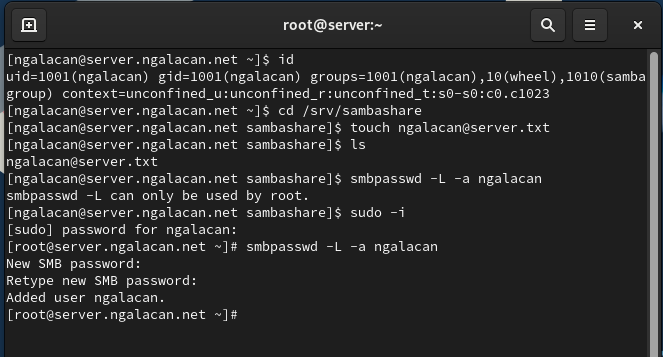 root@server:~
[ngalacan@server.ngalacan.net ~]$ id
uid=1001(ngalacan) gid=1001(ngalacan) groups=1001(ngalacan),10(wheel),1010(samba
group) context=unconfined_u:unconfined_r:unconfined_t:s0-s0:c0.c1023
[ngalacan@server.ngalacan.net ~]$ cd /srv/sambashare
[ngalacan@server.ngalacan.net sambashare]$ touch ngalacan@server.txt
[ngalacan@server.ngalacan.net sambashare]$ ls
ngalacan@server.txt
[ngalacan@server.ngalacan.net sambashare]$ smbpasswd -L -a ngalacan
smbpasswd -L can only be used by root.
[ngalacan@server.ngalacan.net sambashare]$ sudo -i
[sudo] password for ngalacan:
[root@server.ngalacan.net ~]# smbpasswd -L -a ngalacan
New SMB password:
Retype new SMB password:
Added user ngalacan.
[root@server.ngalacan.net ~]#